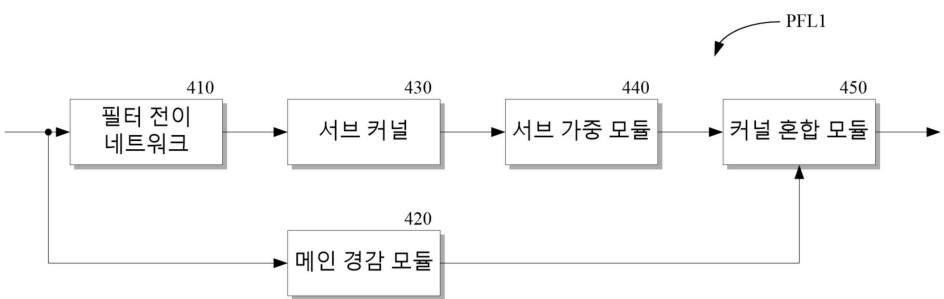 PFL1
410
필터 전이
네트워크
430
서브 커널
440
서브 가중 모듈
450
커널 혼합 모듈
420
메인 경감 모듈